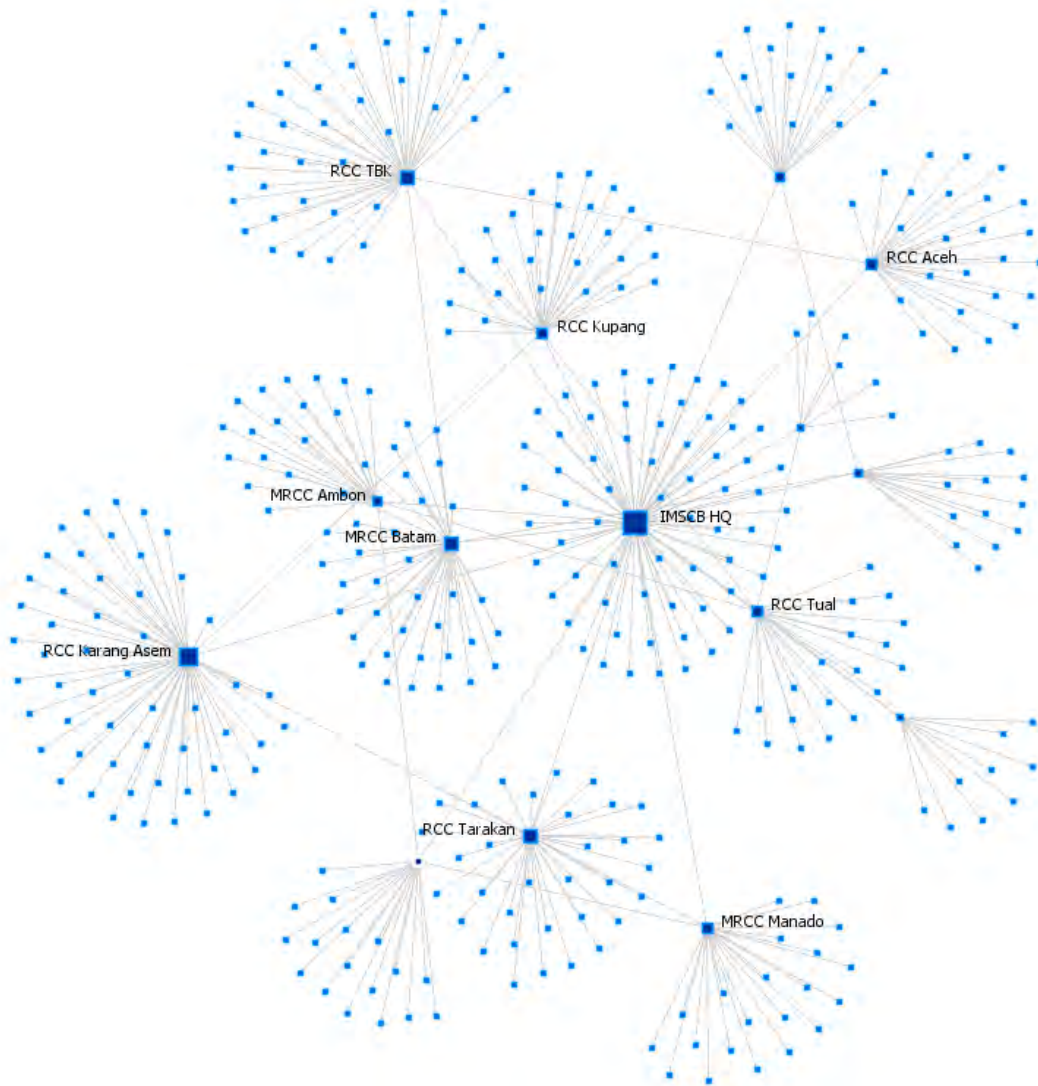 RCC TBK
RCC Aceh
RCC Kupang
MRCC Ambon
IMSCB HQ
MRCC Batam
RCC Tual
RCC Karang Asem
RCC Tarakan
MRCC Manado